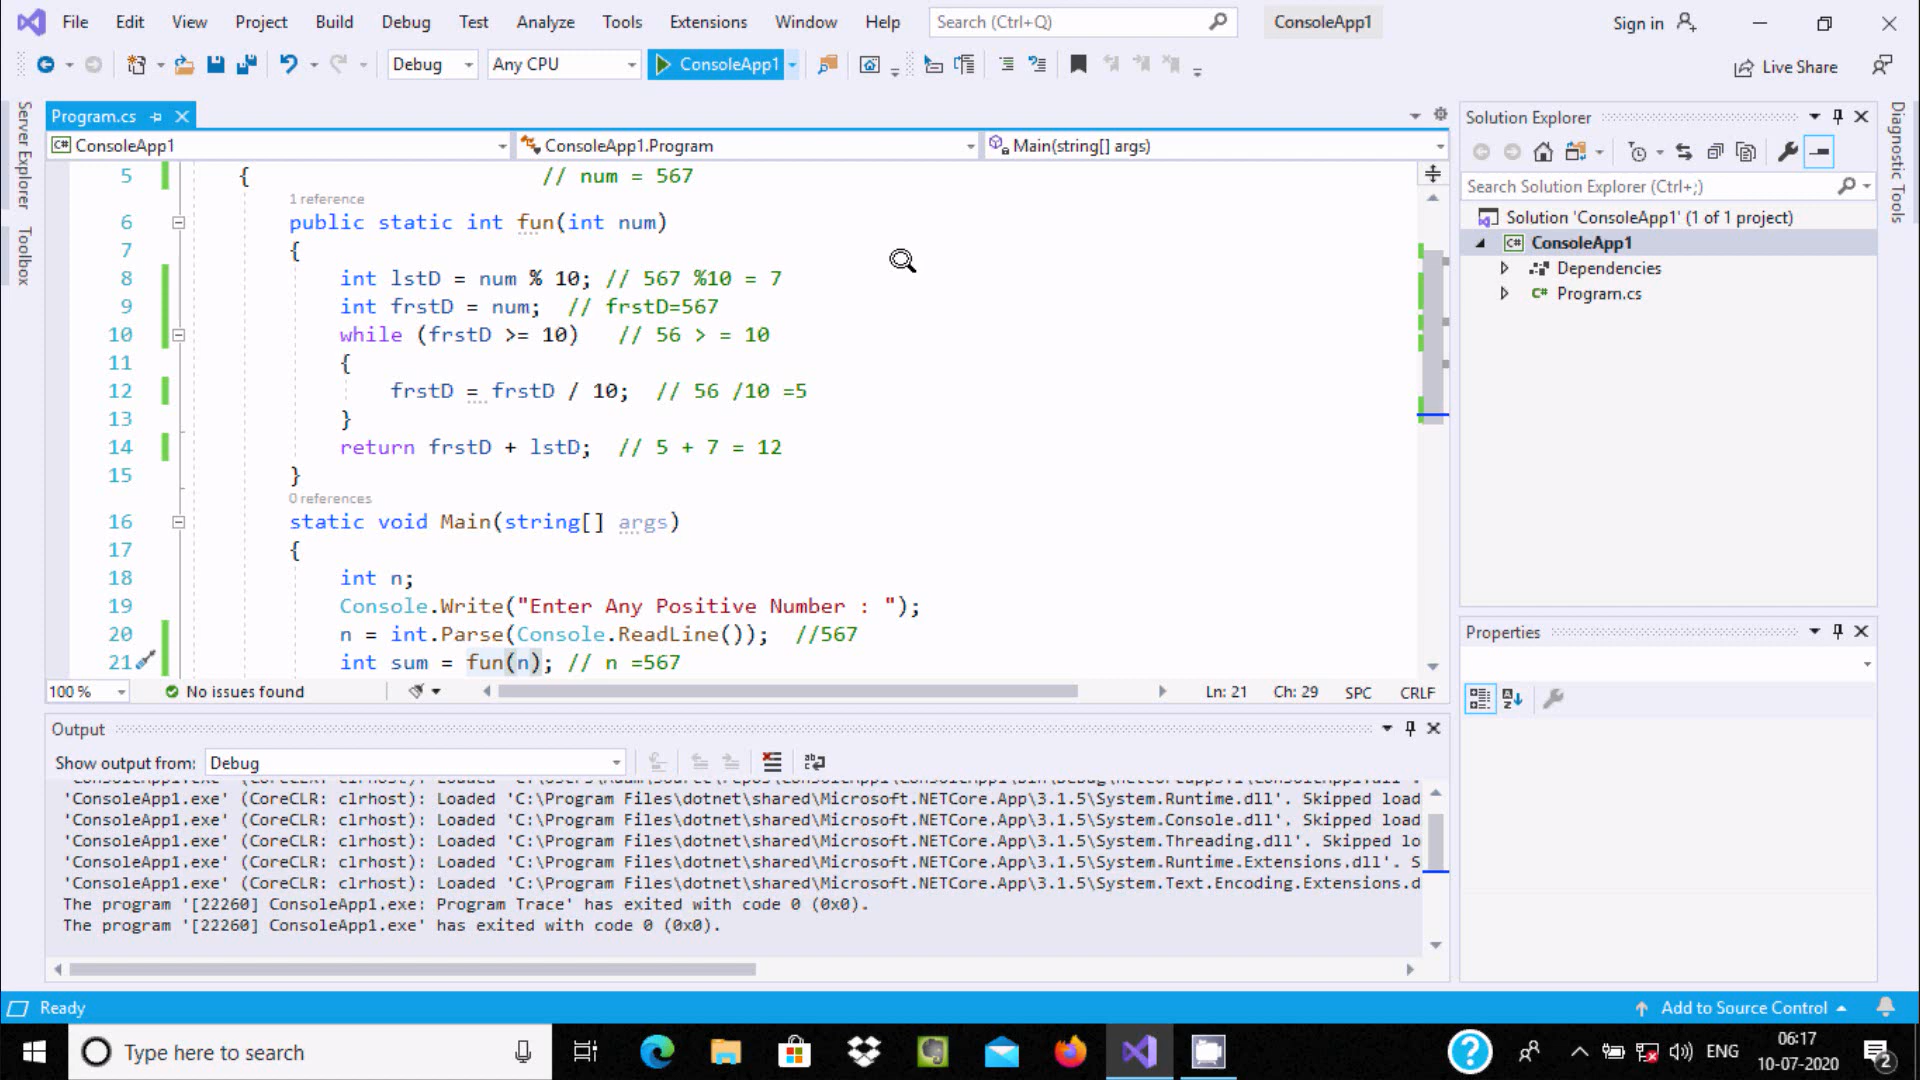 File Edit View Project Build Debug Test Analyze Tools Extensions Window Help Search (Ctrl+Q) ConsoleApp1 Sign in
Debug Any CPU ConsoleApp1 Live Share
Server Explorer
Toolbox
Program.cs
ConsoleApp1 ConsoleApp1.Program Main(string[] args)
5 { // num = 567
1 reference
6 public static int fun(int num)
7 {
8 int lstD = num % 10; // 567 %10 = 7
9 int frstD = num; // frstD=567
10 while (frstD >= 10) // 56 > = 10
11 {
12 frstD = frstD / 10; // 56 /10 =5
13 }
14 return frstD + lstD; // 5 + 7 = 12
15 }
0 references
16 static void Main(string[] args)
17 {
18 int n;
19 Console.Write("Enter Any Positive Number : ");
20 n = int.Parse(Console.ReadLine()); //567
21 int sum = fun(n); // n =567
100 % No issues found Ln: 21 Ch: 29 SPC CRLF
Output
Show output from: Debug
'ConsoleApp1.exe' (CoreCLR: clrhost): Loaded
'ConsoleApp1.exe' (CoreCLR: clrhost): Loaded 'C:\Program Files\dotnet\shared\Microsoft.NETCore.App\3.1.5\System.Runtime.dll'. Skipped load
'ConsoleApp1.exe' (CoreCLR: clrhost): Loaded 'C:\Program Files\dotnet\shared\Microsoft.NETCore.App\3.1.5\System.Console.dll'. Skipped load
'ConsoleApp1.exe' (CoreCLR: clrhost): Loaded 'C:\Program Files\dotnet\shared\Microsoft.NETCore.App\3.1.5\System.Threading.dll'. Skipped lo
'ConsoleApp1.exe' (CoreCLR: clrhost): Loaded 'C:\Program Files\dotnet\shared\Microsoft.NETCore.App\3.1.5\System.Runtime.Extensions.dll'. S
'ConsoleApp1.exe' (CoreCLR: clrhost): Loaded 'C:\Program Files\dotnet\shared\Microsoft.NETCore.App\3.1.5\System.Text.Encoding.Extensions.d
The program '[22260] ConsoleApp1.exe: Program Trace' has exited with code 0 (0x0).
The program '[22260] ConsoleApp1.exe' has exited with code 0 (0x0).
Solution Explorer
Search Solution Explorer (Ctrl+;)
Solution 'ConsoleApp1' (1 of 1 project)
C# ConsoleApp1
Dependencies
C# Program.cs
Properties
Diagnostic Tools
Ready Add to Source Control
Type here to search ENG 06:17
10-07-2020 2